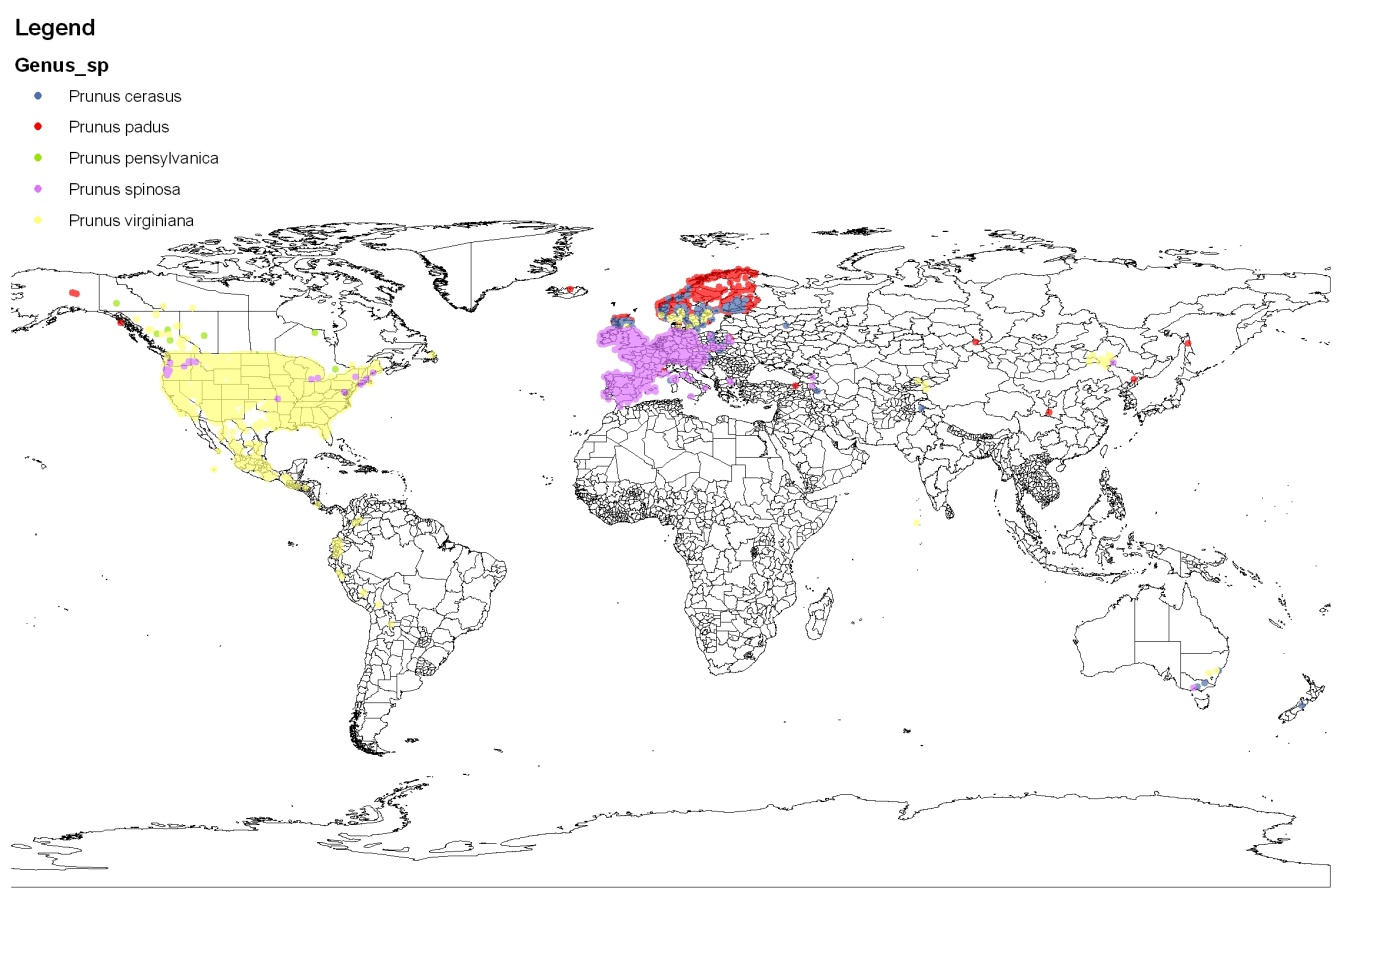 Legend
Genus_sp
Prunus cerasus
Prunus padus
Prunus pensylvanica
Prunus spinosa
Prunus virginiana